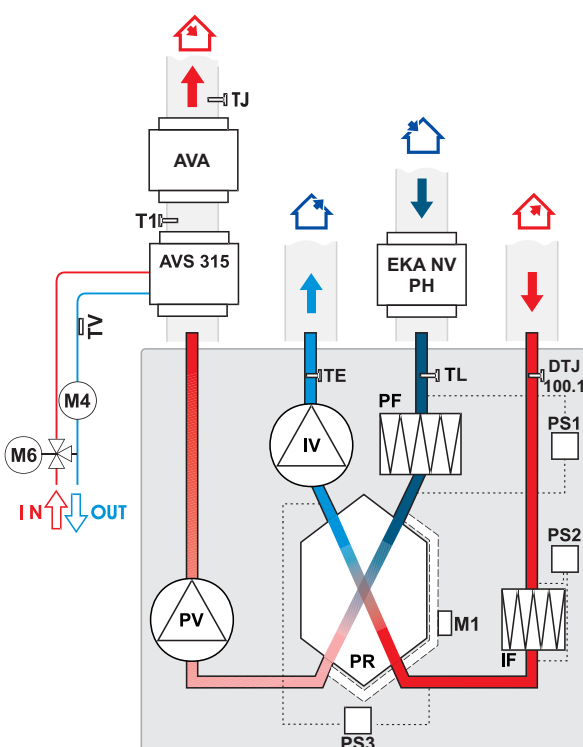 TJ
AVA
T1
AVS 315
EKA NV
PH
TV
TE
TL
DTJ
100.1
PF
PS1
M4
IV
M6
IN
OUT
PS2
PV
M1
PR
IF
PS3